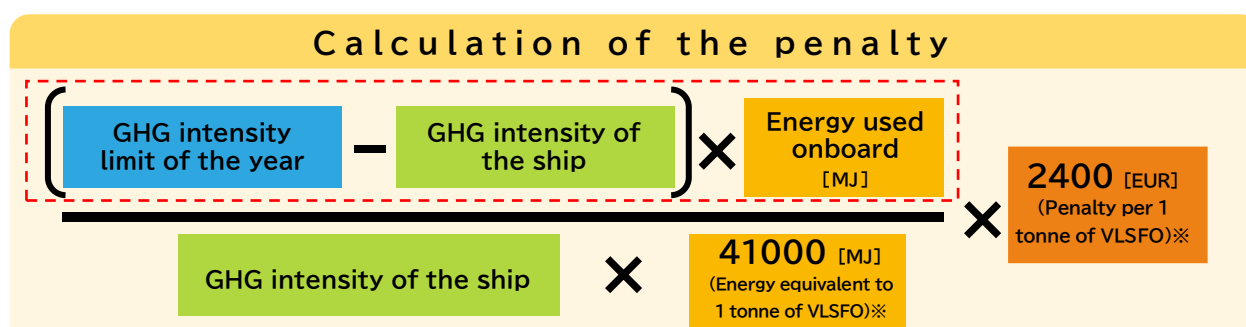 Calculation of the penalty
GHG intensity
limit of the year
GHG intensity of
the ship
Energy used
onboard
[MJ]
2400 [EUR]
(Penalty per 1
tonne of VLSFO)※
GHG intensity of the ship
41000 [MJ]
(Energy equivalent to
1 tonne of VLSFO)※